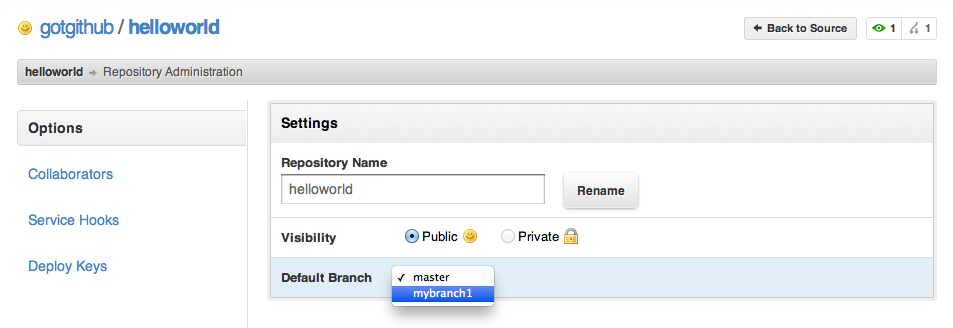 gotgithub / helloworld
Back to Source
1
1
helloworld Repository Administration
Options
Collaborators
Service Hooks
Deploy Keys
Settings
Repository Name
helloworld
Rename
Visibility Public Private
Default Branch ✓ master
mybranch1